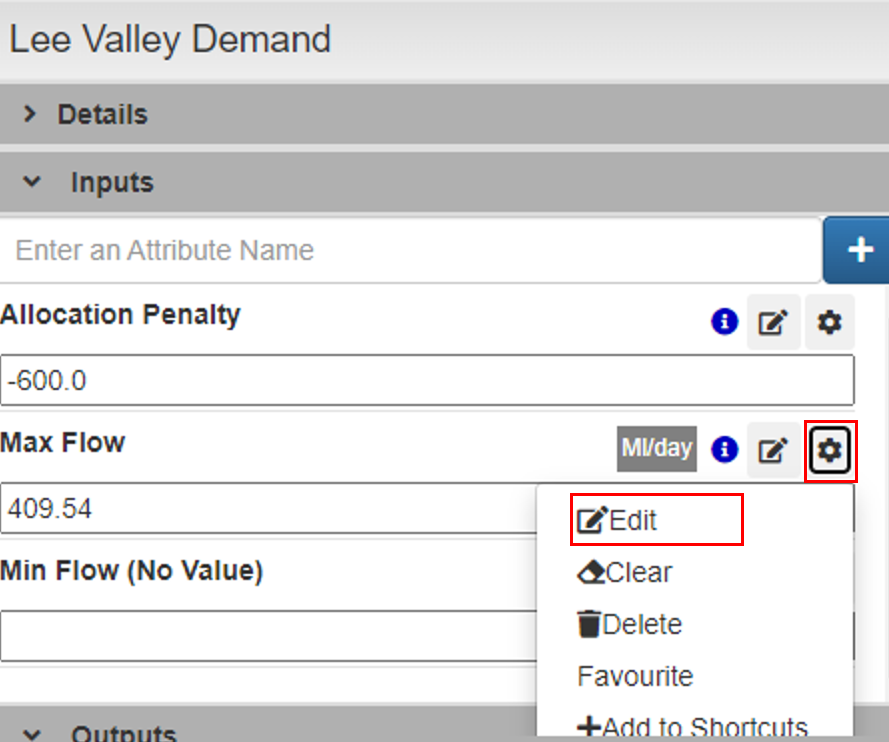 Lee Valley Demand
Details
Inputs
Enter an Attribute Name
Allocation Penalty
-600.0
Max Flow Ml/day
409.54
Edit
Clear
Min Flow (No Value)
Delete
Favourite
Add to Shortcuts
Outputs